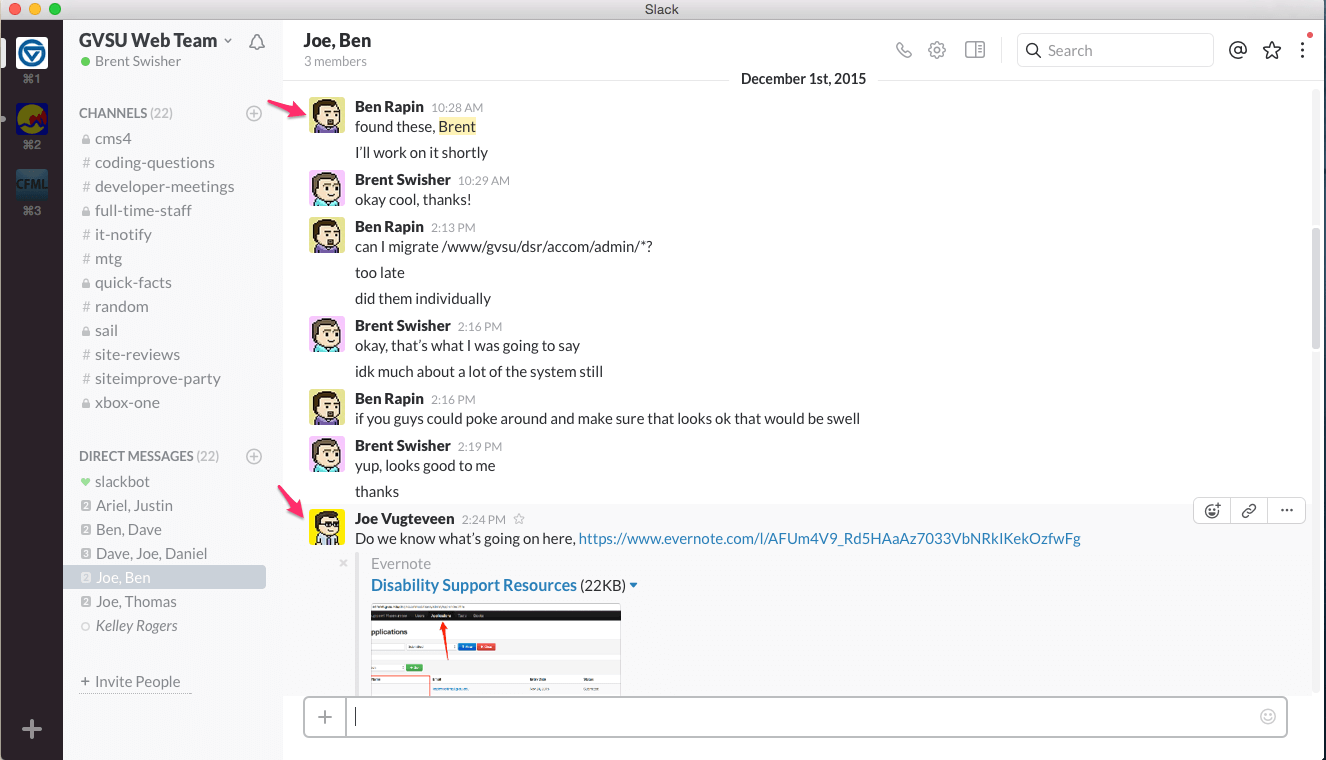 Slack
⌘1
⌘2
CFML
⌘3
GVSU Web Team
Brent Swisher
CHANNELS (22)
cms4
# coding-questions
# developer-meetings
full-time-staff
# it-notify
# mtg
quick-facts
# random
sail
# site-reviews
# siteimprove-party
xbox-one
DIRECT MESSAGES (22)
slackbot
2 Ariel, Justin
2 Ben, Dave
3 Dave, Joe, Daniel
2 Joe, Ben
2 Joe, Thomas
Kelley Rogers
+ Invite People
Joe, Ben
3 members
Search
December 1st, 2015
Ben Rapin 10:28 AM
found these, Brent
I’ll work on it shortly
Brent Swisher 10:29 AM
okay cool, thanks!
Ben Rapin 2:13 PM
can I migrate /www/gvsu/dsr/accom/admin/*?
too late
did them individually
Brent Swisher 2:16 PM
okay, that’s what I was going to say
idk much about a lot of the system still
Ben Rapin 2:16 PM
if you guys could poke around and make sure that looks ok that would be swell
Brent Swisher 2:19 PM
yup, looks good to me
thanks
Joe Vugteveen 2:24 PM
Do we know what’s going on here, https://www.evernote.com/l/AFUm4V9_Rd5HAaAz7033VbNRkIKekOzfwFg
Evernote
Disability Support Resources (22KB)
Applications
pplications
Email